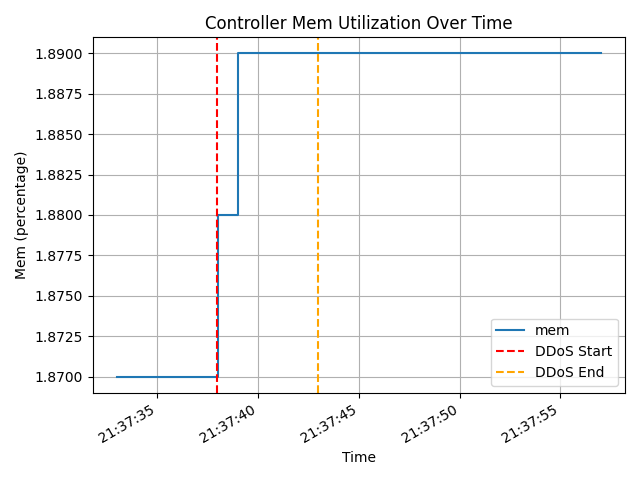 Controller Mem Utilization Over Time
Mem (percentage)
1.8900
1.8875
1.8850
1.8825
1.8800
1.8775
1.8750
1.8725
1.8700
mem
DDoS Start
DDoS End
21:37:35
21:37:40
21:37:45
21:37:50
21:37:55
Time